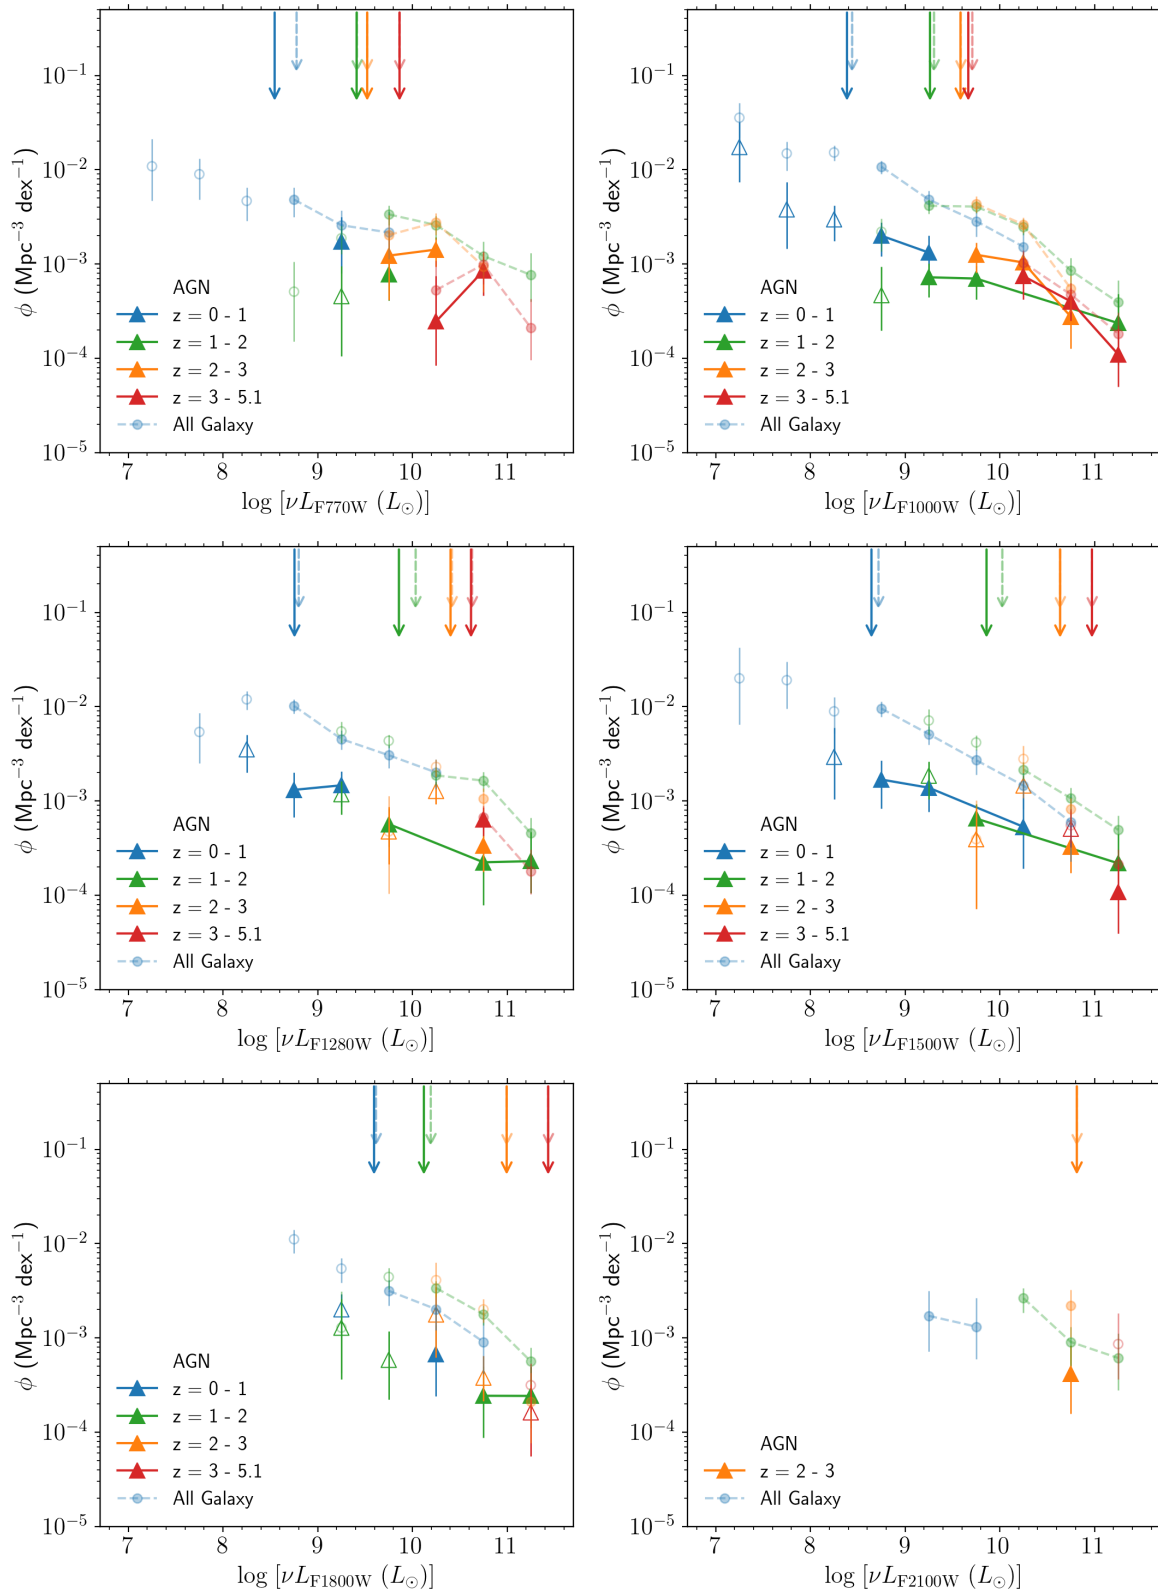 10⁻¹
10⁻²
10⁻³
10⁻⁴
10⁻⁵
ϕ (Mpc⁻³ dex⁻¹)
AGN
z = 0 - 1
z = 1 - 2
z = 2 - 3
z = 3 - 5.1
All Galaxy
7 8 9 10 11
log [νL_F770W (L_⊙)]
10⁻¹
10⁻²
10⁻³
10⁻⁴
10⁻⁵
ϕ (Mpc⁻³ dex⁻¹)
AGN
z = 0 - 1
z = 1 - 2
z = 2 - 3
z = 3 - 5.1
All Galaxy
7 8 9 10 11
log [νL_F1000W (L_⊙)]
10⁻¹
10⁻²
10⁻³
10⁻⁴
10⁻⁵
ϕ (Mpc⁻³ dex⁻¹)
AGN
z = 0 - 1
z = 1 - 2
z = 2 - 3
z = 3 - 5.1
All Galaxy
7 8 9 10 11
log [νL_F1280W (L_⊙)]
10⁻¹
10⁻²
10⁻³
10⁻⁴
10⁻⁵
ϕ (Mpc⁻³ dex⁻¹)
AGN
z = 0 - 1
z = 1 - 2
z = 2 - 3
z = 3 - 5.1
All Galaxy
7 8 9 10 11
log [νL_F1500W (L_⊙)]
10⁻¹
10⁻²
10⁻³
10⁻⁴
10⁻⁵
ϕ (Mpc⁻³ dex⁻¹)
AGN
z = 0 - 1
z = 1 - 2
z = 2 - 3
z = 3 - 5.1
All Galaxy
7 8 9 10 11
log [νL_F1800W (L_⊙)]
10⁻¹
10⁻²
10⁻³
10⁻⁴
10⁻⁵
ϕ (Mpc⁻³ dex⁻¹)
AGN
z = 2 - 3
All Galaxy
7 8 9 10 11
log [νL_F2100W (L_⊙)]